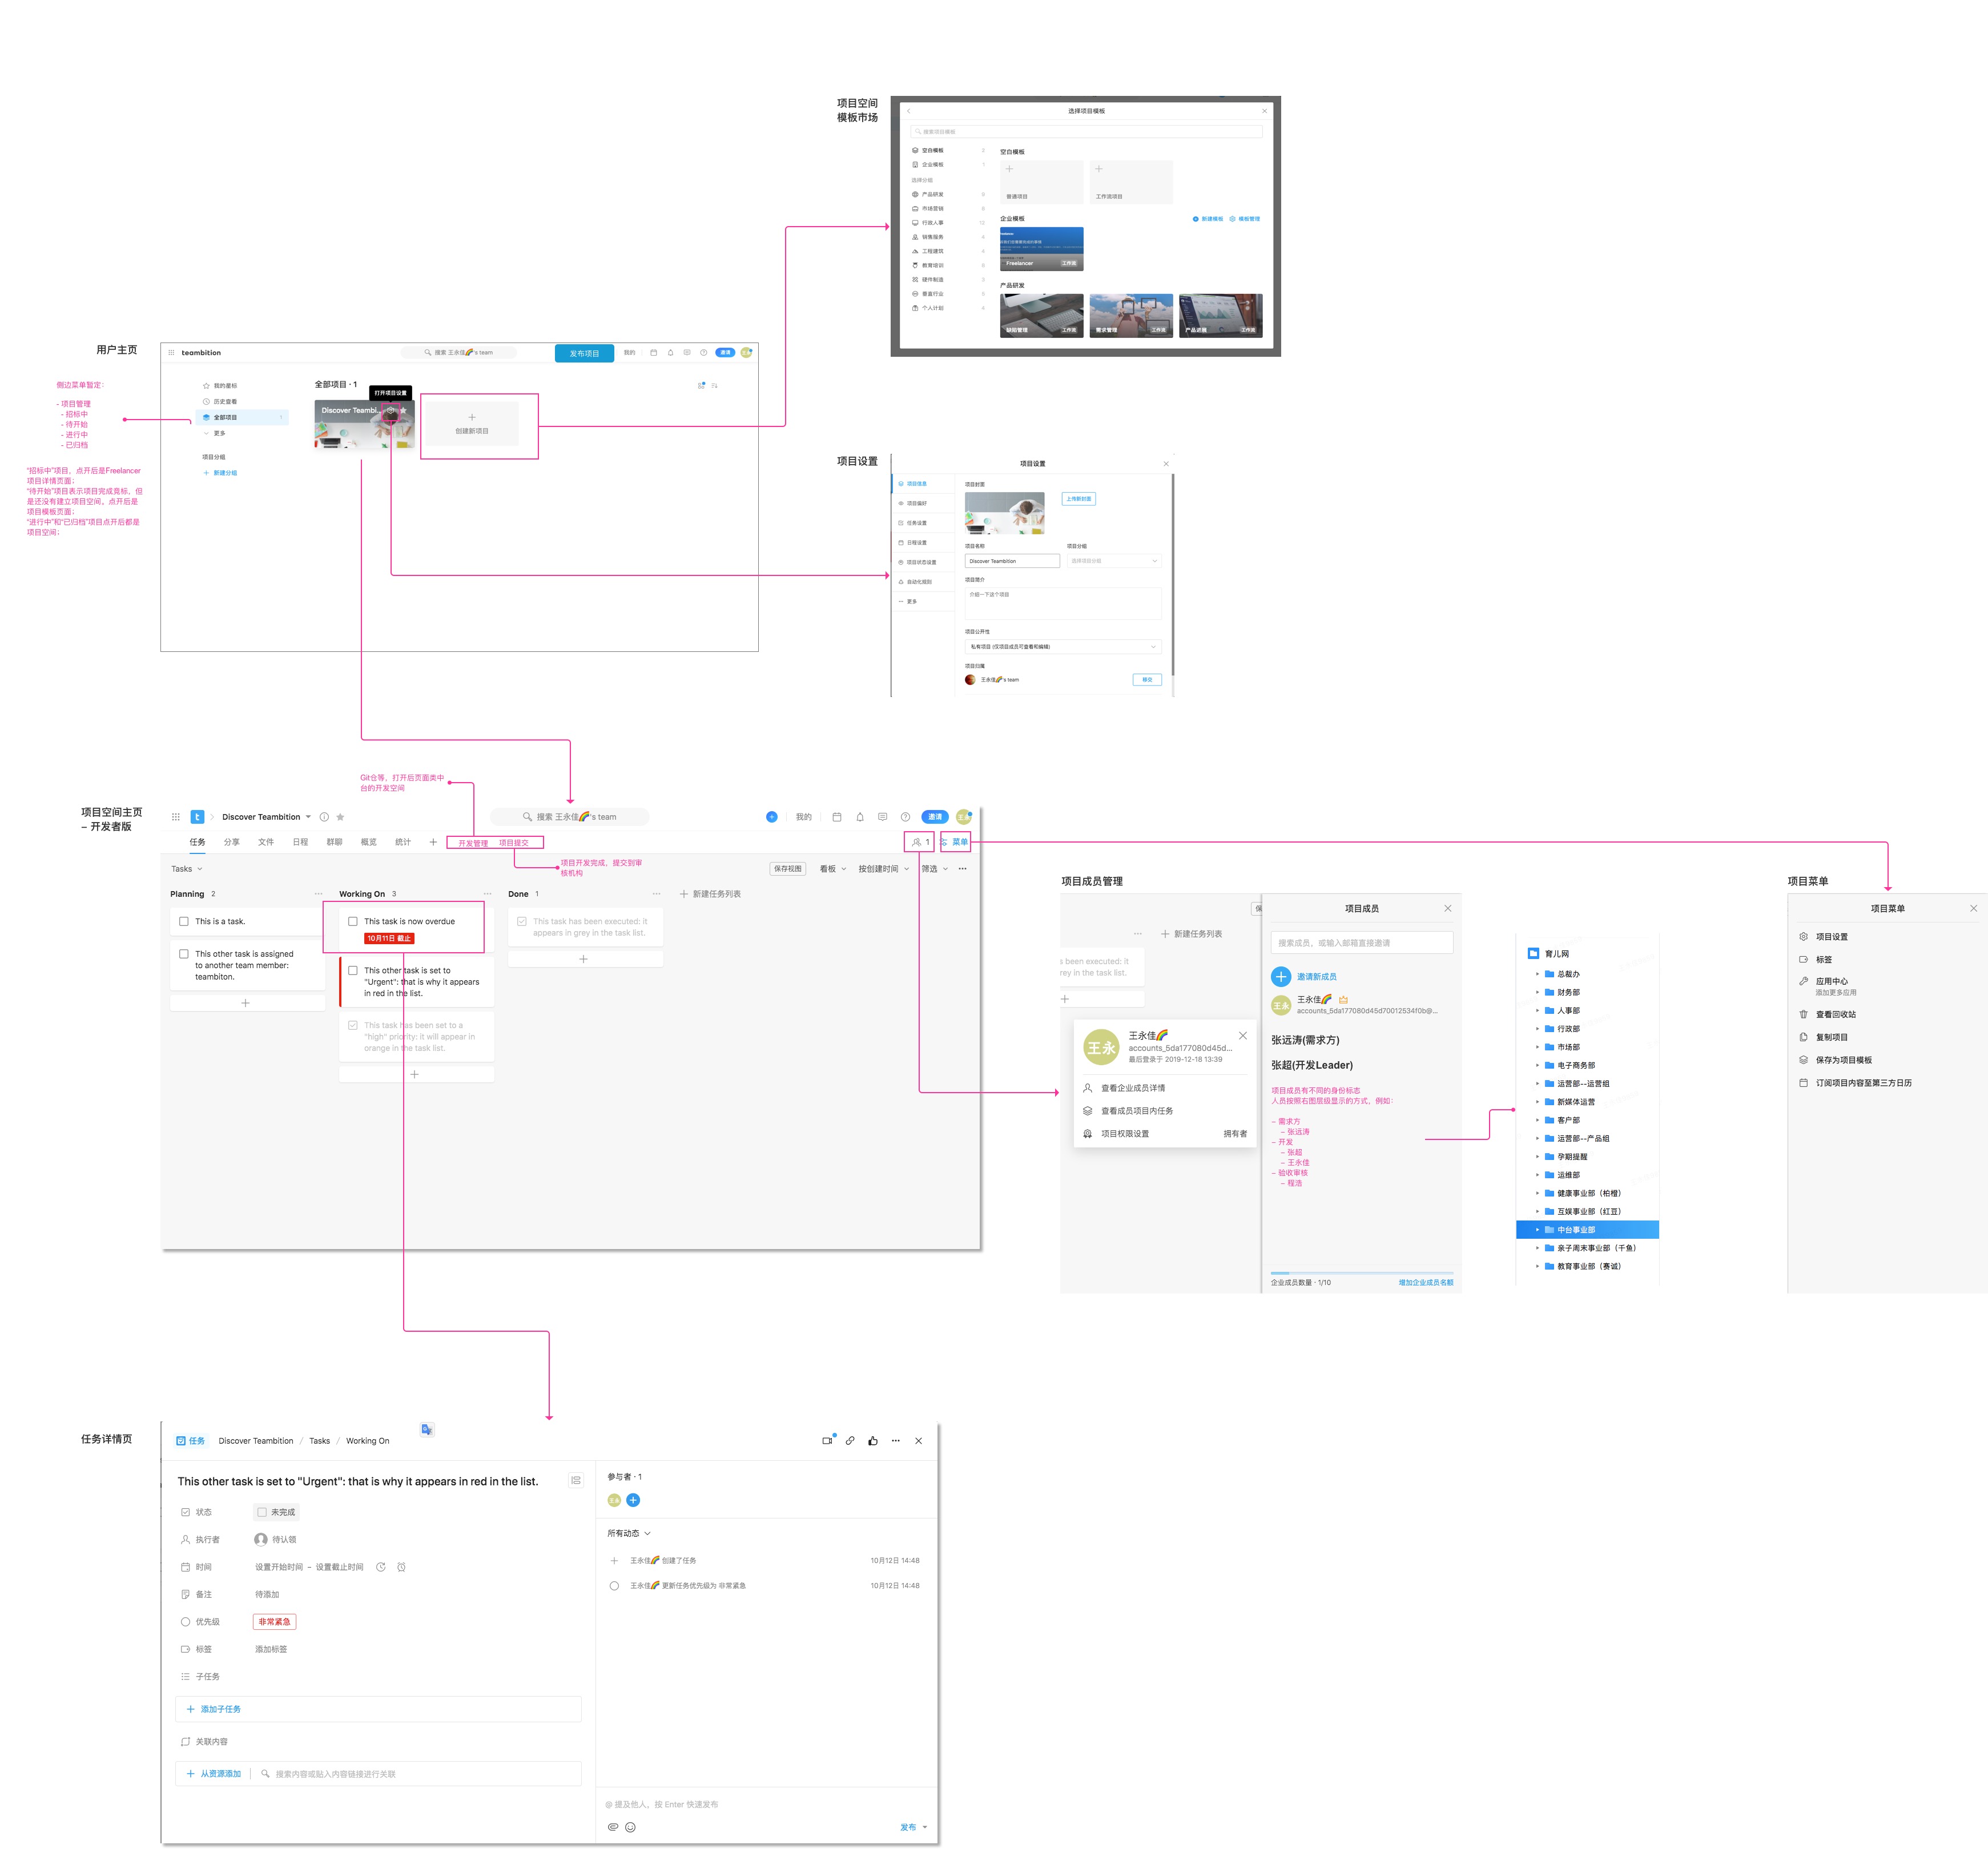 项目空间
模板市场
选择项目模板
搜索项目模板
空白模板 2
企业模板 1
选择分组
产品研发
市场营销
行政人事 12
销售服务
工程建筑
教育培训
硬件制造
垂直行业
个人计划
空白模板
普通项目
工作流项目
企业模板
新建模板
模板管理
Freelancer
工作流
产品研发
缺陷管理 工作流
需求管理 工作流
产品进展 工作流
用户主页
teambition
搜索 王永佳🌈's team
发布项目
我的
邀请
侧边菜单暂定：
- 项目管理
- 招标中
- 待开始
- 进行中
- 已归档
“招标中”项目，点开后是Freelancer
项目详情页面；
“待开始”项目表示项目完成竞标，但
是还没有建立项目空间，点开后是
项目模板页面；
“进行中”和“已归档”项目点开后都是
项目空间；
我的星标
历史查看
全部项目
更多
项目分组
新建分组
全部项目 · 1
打开项目设置
Discover Teambi...
创建新项目
项目设置
项目设置
项目信息
项目偏好
任务设置
日程设置
项目状态设置
自动化规则
更多
项目封面
上传新封面
项目名称
项目分组
Discover Teambition
选择项目分组
项目简介
介绍一下这个项目
项目公开性
私有项目 (仅项目成员可查看和编辑)
项目归属
王永佳🌈's team
移交
Git仓等，打开后页面类中
台的开发空间
项目空间主页
– 开发者版
Discover Teambition
搜索 王永佳🌈's team
我的
邀请
任务 分享 文件 日程 群聊 概览 统计
开发管理 项目提交
1
菜单
项目开发完成，提交到审
核机构
Tasks
保存视图
看板
按创建时间
筛选
Planning 2
This is a task.
This other task is assigned
to another team member:
teambiton.
Working On 3
This task is now overdue
10月11日 截止
This other task is set to
"Urgent": that is why it appears
in red in the list.
This task has been set to a
"high" priority: it will appear in
orange in the task list.
Done 1
This task has been executed: it
appears in grey in the task list.
新建任务列表
项目成员管理
新建任务列表
s been executed: it
rey in the task list.
王永
王永佳🌈
accounts_5da177080d45d...
最后登录于 2019-12-18 13:39
查看企业成员详情
查看成员项目内任务
项目权限设置
拥有者
项目成员
搜索成员，或输入邮箱直接邀请
邀请新成员
王永
王永佳🌈
accounts_5da177080d45d70012534f0b@...
张远涛(需求方)
张超(开发Leader)
项目成员有不同的身份标志
人员按照右图层级显示的方式，例如：
– 需求方
– 张远涛
– 开发
– 张超
– 王永佳
– 验收审核
– 程浩
企业成员数量 · 1/10
增加企业成员名额
育儿网
总裁办
财务部
人事部
行政部
市场部
电子商务部
运营部--运营组
新媒体运营
客户部
运营部--产品组
孕期提醒
运维部
健康事业部（柏橙）
互娱事业部（红豆）
中台事业部
亲子周末事业部（千鱼）
教育事业部（赛诚）
项目菜单
项目菜单
项目设置
标签
应用中心
添加更多应用
查看回收站
复制项目
保存为项目模板
订阅项目内容至第三方日历
任务详情页
任务
Discover Teambition / Tasks / Working On
This other task is set to "Urgent": that is why it appears in red in the list.
状态
未完成
执行者
待认领
时间
设置开始时间 – 设置截止时间
备注
待添加
优先级
非常紧急
标签
添加标签
子任务
添加子任务
关联内容
从资源添加
搜索内容或贴入内容链接进行关联
参与者 · 1
所有动态
王永佳🌈 创建了任务
10月12日 14:48
王永佳🌈 更新任务优先级为 非常紧急
10月12日 14:48
@ 提及他人，按 Enter 快速发布
发布